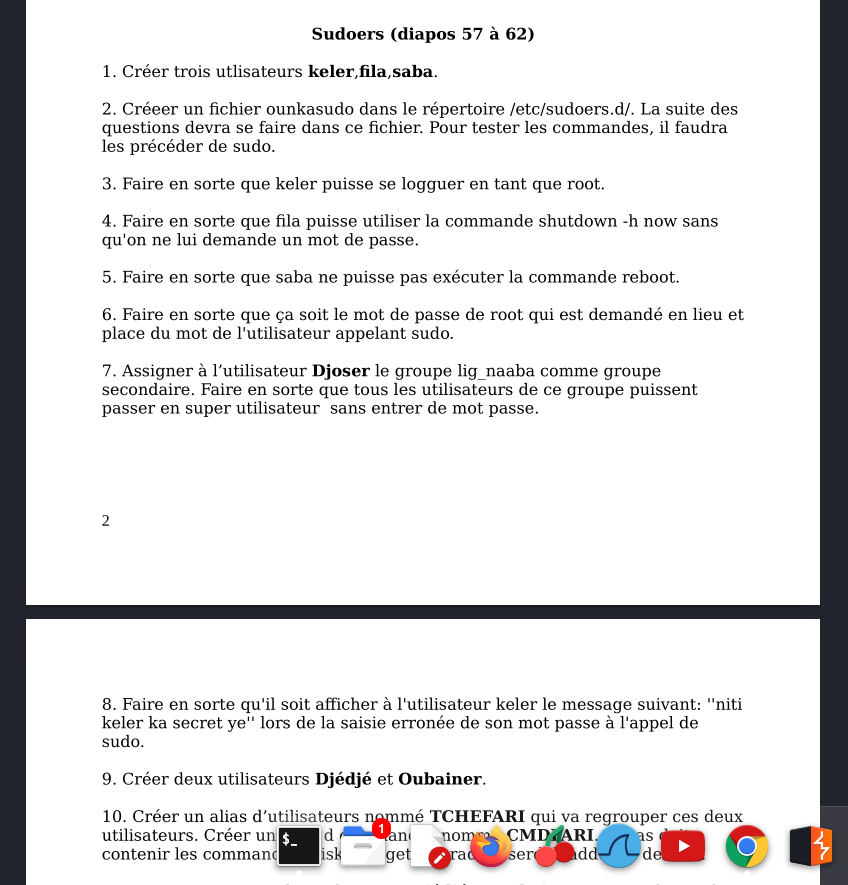 Sudoers (diapos 57 à 62)
1. Créer trois utlisateurs keler,fila,saba.
2. Créeer un fichier ounkasudo dans le répertoire /etc/sudoers.d/. La suite des
questions devra se faire dans ce fichier. Pour tester les commandes, il faudra
les précéder de sudo.
3. Faire en sorte que keler puisse se logguer en tant que root.
4. Faire en sorte que fila puisse utiliser la commande shutdown -h now sans
qu'on ne lui demande un mot de passe.
5. Faire en sorte que saba ne puisse pas exécuter la commande reboot.
6. Faire en sorte que ça soit le mot de passe de root qui est demandé en lieu et
place du mot de l'utilisateur appelant sudo.
7. Assigner à l’utilisateur Djoser le groupe lig_naaba comme groupe
secondaire. Faire en sorte que tous les utilisateurs de ce groupe puissent
passer en super utilisateur  sans entrer de mot passe.
2
8. Faire en sorte qu'il soit afficher à l'utilisateur keler le message suivant: ''niti
keler ka secret ye'' lors de la saisie erronée de son mot passe à l'appel de
sudo.
9. Créer deux utilisateurs Djédjé et Oubainer.
10. Créer un alias d’utilisateurs nommé TCHEFARI qui va regrouper ces deux
utilisateurs. Créer un
contenir les
$_
1